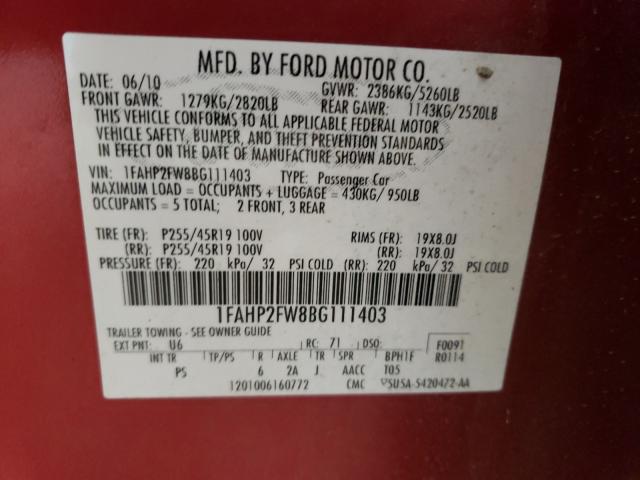 MFD. BY FORD MOTOR CO.
DATE: 06/10 GVWR: 2386KG/5260LB
FRONT GAWR: 1279KG/2820LB REAR GAWR: 1143KG/2520LB
THIS VEHICLE CONFORMS TO ALL APPLICABLE FEDERAL MOTOR
VEHICLE SAFETY, BUMPER, AND THEFT PREVENTION STANDARDS
IN EFFECT ON THE DATE OF MANUFACTURE SHOWN ABOVE.
VIN: 1FAHP2FW8BG111403 TYPE: Passenger Car
MAXIMUM LOAD = OCCUPANTS + LUGGAGE = 430KG/ 950LB
OCCUPANTS = 5 TOTAL; 2 FRONT, 3 REAR
TIRE (FR): P255/45R19 100V RIMS (FR): 19X8.0J
(RR): P255/45R19 100V (RR): 19X8.0J
PRESSURE (FR): 220 kPa/ 32 PSI COLD (RR): 220 kPa/ 32 PSI COLD
1FAHP2FW8BG111403
TRAILER TOWING - SEE OWNER GUIDE
EXT PNT: U6 RC: 71 DSO: F0091
R0114
INT TR TP/PS R AXLE TR SPR BPH1F
PS 6 2A J AACC T05
1201006160772 CMC 5U5A-5420472-AA